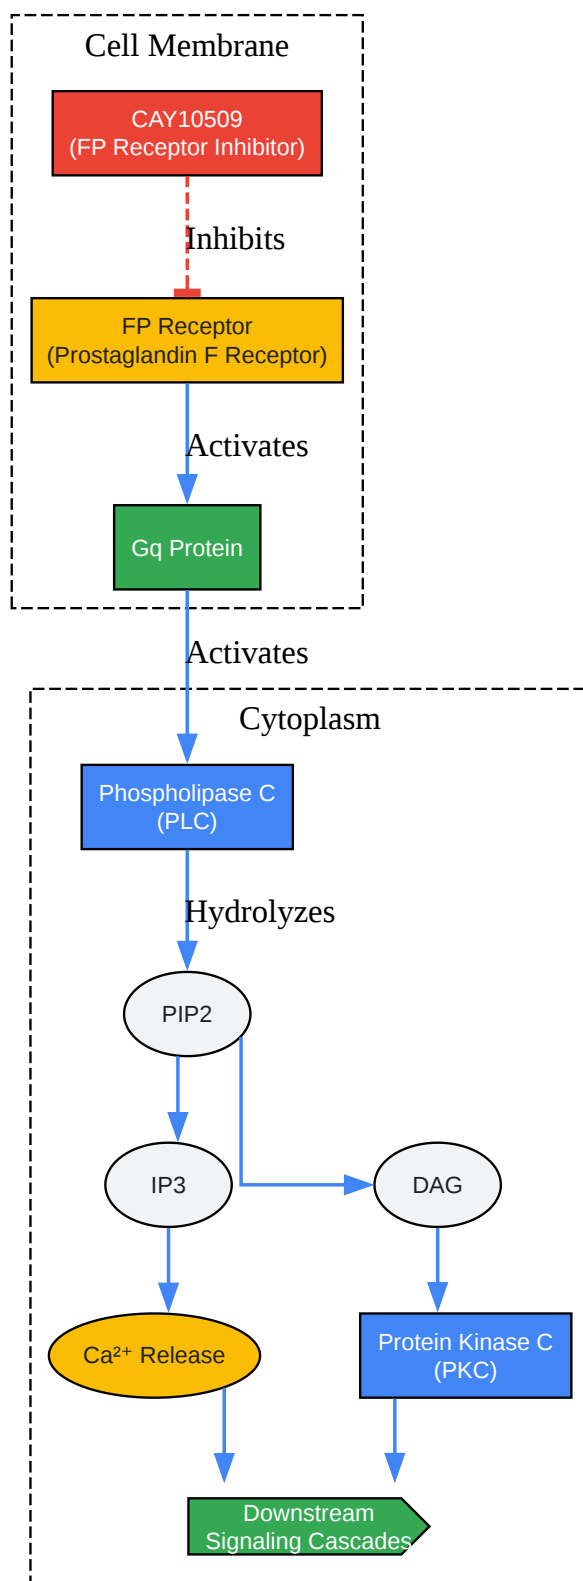 Cell Membrane
CAY10509
(FP Receptor Inhibitor)
Inhibits
FP Receptor
(Prostaglandin F Receptor)
Activates
Gq Protein
Activates
Cytoplasm
Phospholipase C
(PLC)
Hydrolyzes
PIP2
IP3
DAG
Ca²⁺ Release
Protein Kinase C
(PKC)
Downstream
Signaling Cascades